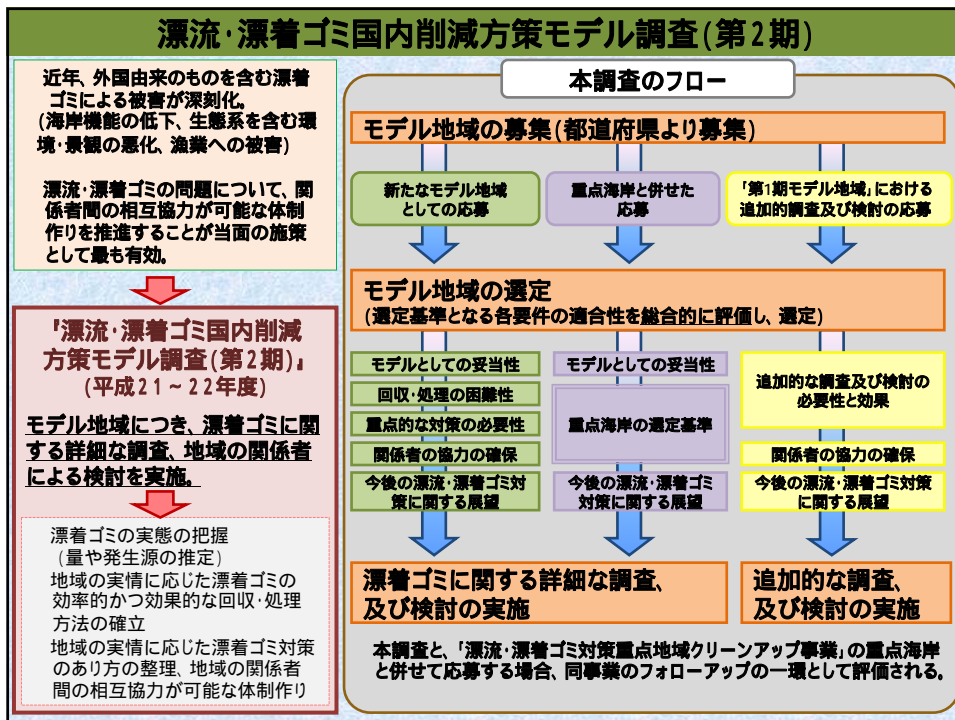 漂流・漂着ゴミ国内削減方策モデル調査(第2期)
近年、外国由来のものを含む漂着
ゴミによる被害が深刻化。
(海岸機能の低下、生態系を含む環
境・景観の悪化、漁業への被害)
漂流・漂着ゴミの問題について、関
係者間の相互協力が可能な体制
作りを推進することが当面の施策
として最も有効。
『漂流・漂着ゴミ国内削減
方策モデル調査(第2期)』
(平成21~22年度)
モデル地域につき、漂着ゴミに関
する詳細な調査、地域の関係者
による検討を実施。
漂着ゴミの実態の把握
(量や発生源の推定)
地域の実情に応じた漂着ゴミの
効率的かつ効果的な回収・処理
方法の確立
地域の実情に応じた漂着ゴミ対策
のあり方の整理、地域の関係者
間の相互協力が可能な体制作り
本調査のフロー
モデル地域の募集(都道府県より募集)
新たなモデル地域
としての応募
重点海岸と併せた
応募
「第1期モデル地域」における
追加的調査及び検討の応募
モデル地域の選定
(選定基準となる各要件の適合性を総合的に評価し、選定)
モデルとしての妥当性
回収・処理の困難性
重点的な対策の必要性
関係者の協力の確保
今後の漂流・漂着ゴミ対
策に関する展望
モデルとしての妥当性
重点海岸の選定基準
今後の漂流・漂着ゴミ
対策に関する展望
追加的な調査及び検討の
必要性と効果
関係者の協力の確保
今後の漂流・漂着ゴミ対策
に関する展望
漂着ゴミに関する詳細な調査、
及び検討の実施
追加的な調査、
及び検討の実施
本調査と、「漂流・漂着ゴミ対策重点地域クリーンアップ事業」の重点海岸
と併せて応募する場合、同事業のフォローアップの一環として評価される。